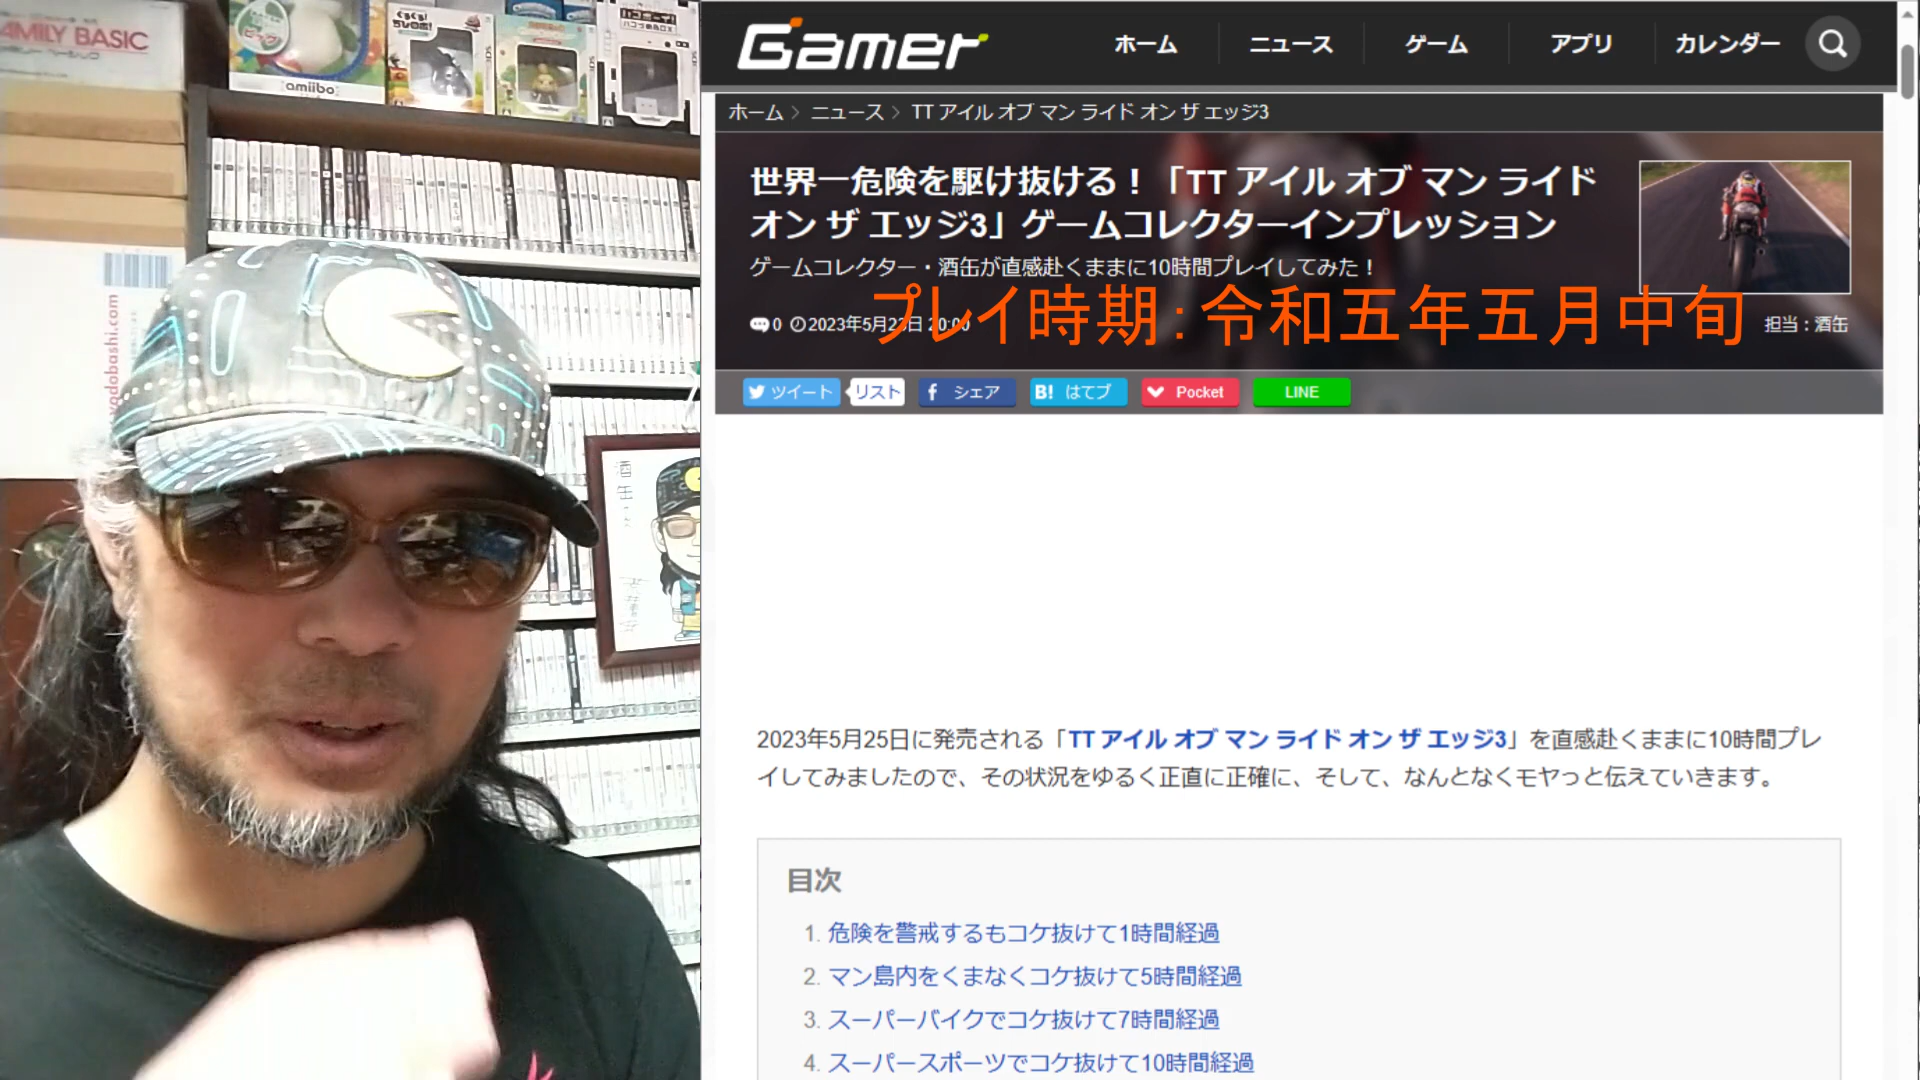 FAMILY BASIC
amiibo
yodobashi.com
Gamer
ホーム
ニュース
ゲーム
アプリ
カレンダー
ホーム > ニュース > TT アイル オブ マン ライド オン ザ エッジ3
世界一危険を駆け抜ける!「TT アイル オブ マン ライド
オン ザ エッジ3」ゲームコレクターインプレッション
ゲームコレクター・酒缶が直感赴くままに10時間プレイしてみた!
プレイ時期:令和五年五月中旬
0 2023年5月23日 20:00
担当:酒缶
ツイート
リスト
シェア
B! はてブ
Pocket
LINE
2023年5月25日に発売される「TT アイル オブ マン ライド オン ザ エッジ3」を直感赴くままに10時間プレ
イしてみましたので、その状況をゆるく正直に正確に、そして、なんとなくモヤっと伝えていきます。
目次
1. 危険を警戒するもコケ抜けて1時間経過
2. マン島内をくまなくコケ抜けて5時間経過
3. スーパーバイクでコケ抜けて7時間経過
4. スーパースポーツでコケ抜けて10時間経過